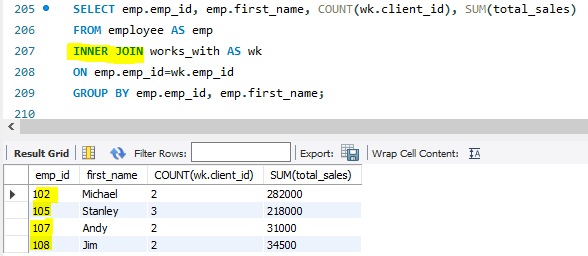 205 SELECT emp.emp_id, emp.first_name, COUNT(wk.client_id), SUM(total_sales)
206 FROM employee AS emp
207 INNER JOIN works_with AS wk
208 ON emp.emp_id=wk.emp_id
209 GROUP BY emp.emp_id, emp.first_name;
210
Result Grid Filter Rows: Export: Wrap Cell Content: IA
emp_id first_name COUNT(wk.client_id) SUM(total_sales)
102 Michael 2 282000
105 Stanley 3 218000
107 Andy 2 31000
108 Jim 2 34500